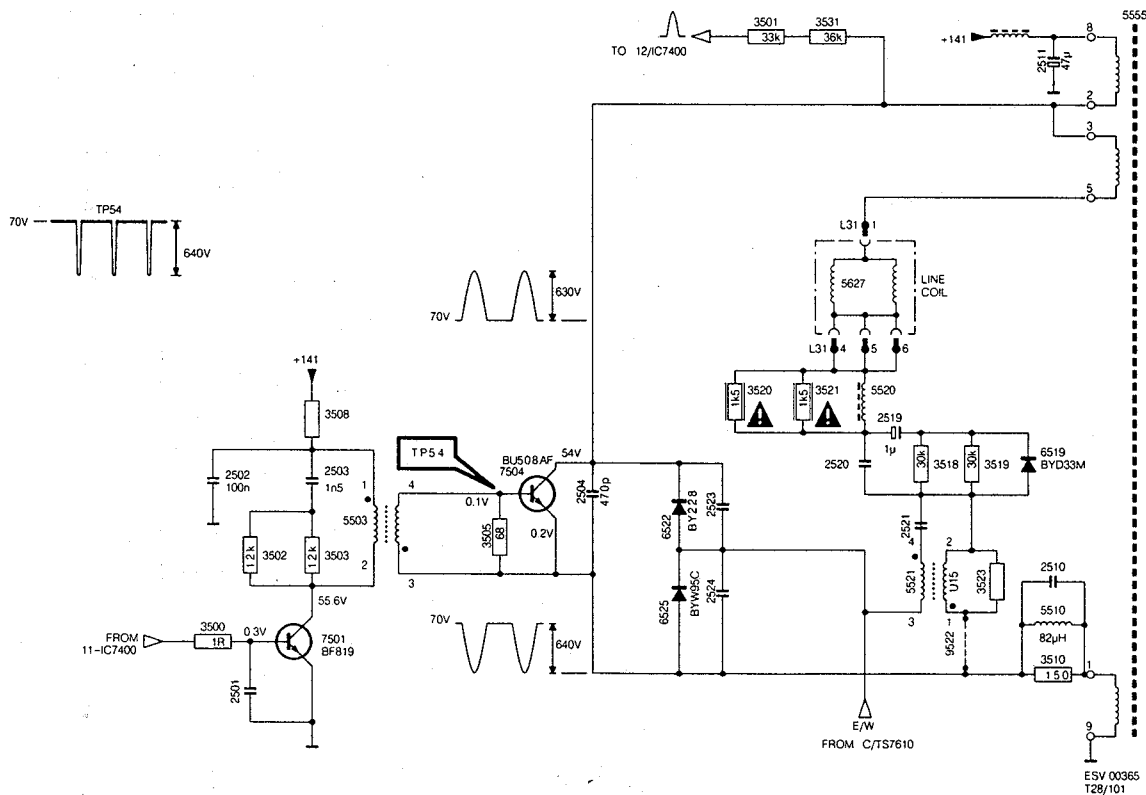 5555
3501
33k
3531
36k
TO 12/IC7400
+141
8
2511
47µ
2
3
5
TP54
70V
640V
L31 1
5627
LINE
COIL
630V
70V
L31 4 5 6
+141
3508
1k5 3520
1k5 3521
5520
2519
1µ
2520
30k 3518
30k 3519
6519
BYD33M
TP54
BU508AF
7504
54V
2502
100n
2503
1n5
1
5503
2
4
3
0.1V
3505
68
0.2V
2504
470p
6522
BY228
2523
2521
12k 3502
12k 3503
55.6V
6525
BYW95C
2524
4
5521
3
2
U15
1
3523
2510
5510
82µH
3510
150
1
FROM
11-IC7400
3500
1R
0.3V
7501
BF819
2501
70V
640V
9522
E/W
FROM C/TS7610
9
ESV 00365
T28/101